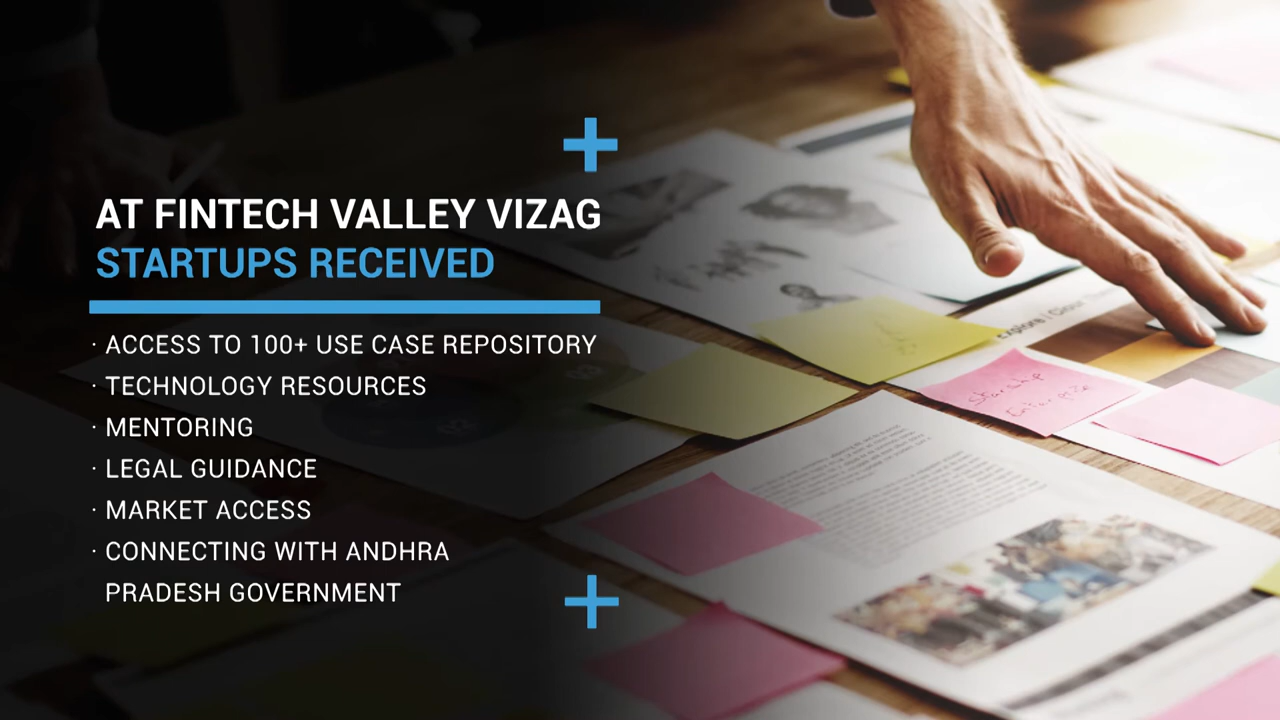 AT FINTECH VALLEY VIZAG
STARTUPS RECEIVED
· ACCESS TO 100+ USE CASE REPOSITORY
· TECHNOLOGY RESOURCES
· MENTORING
· LEGAL GUIDANCE
· MARKET ACCESS
· CONNECTING WITH ANDHRA
PRADESH GOVERNMENT